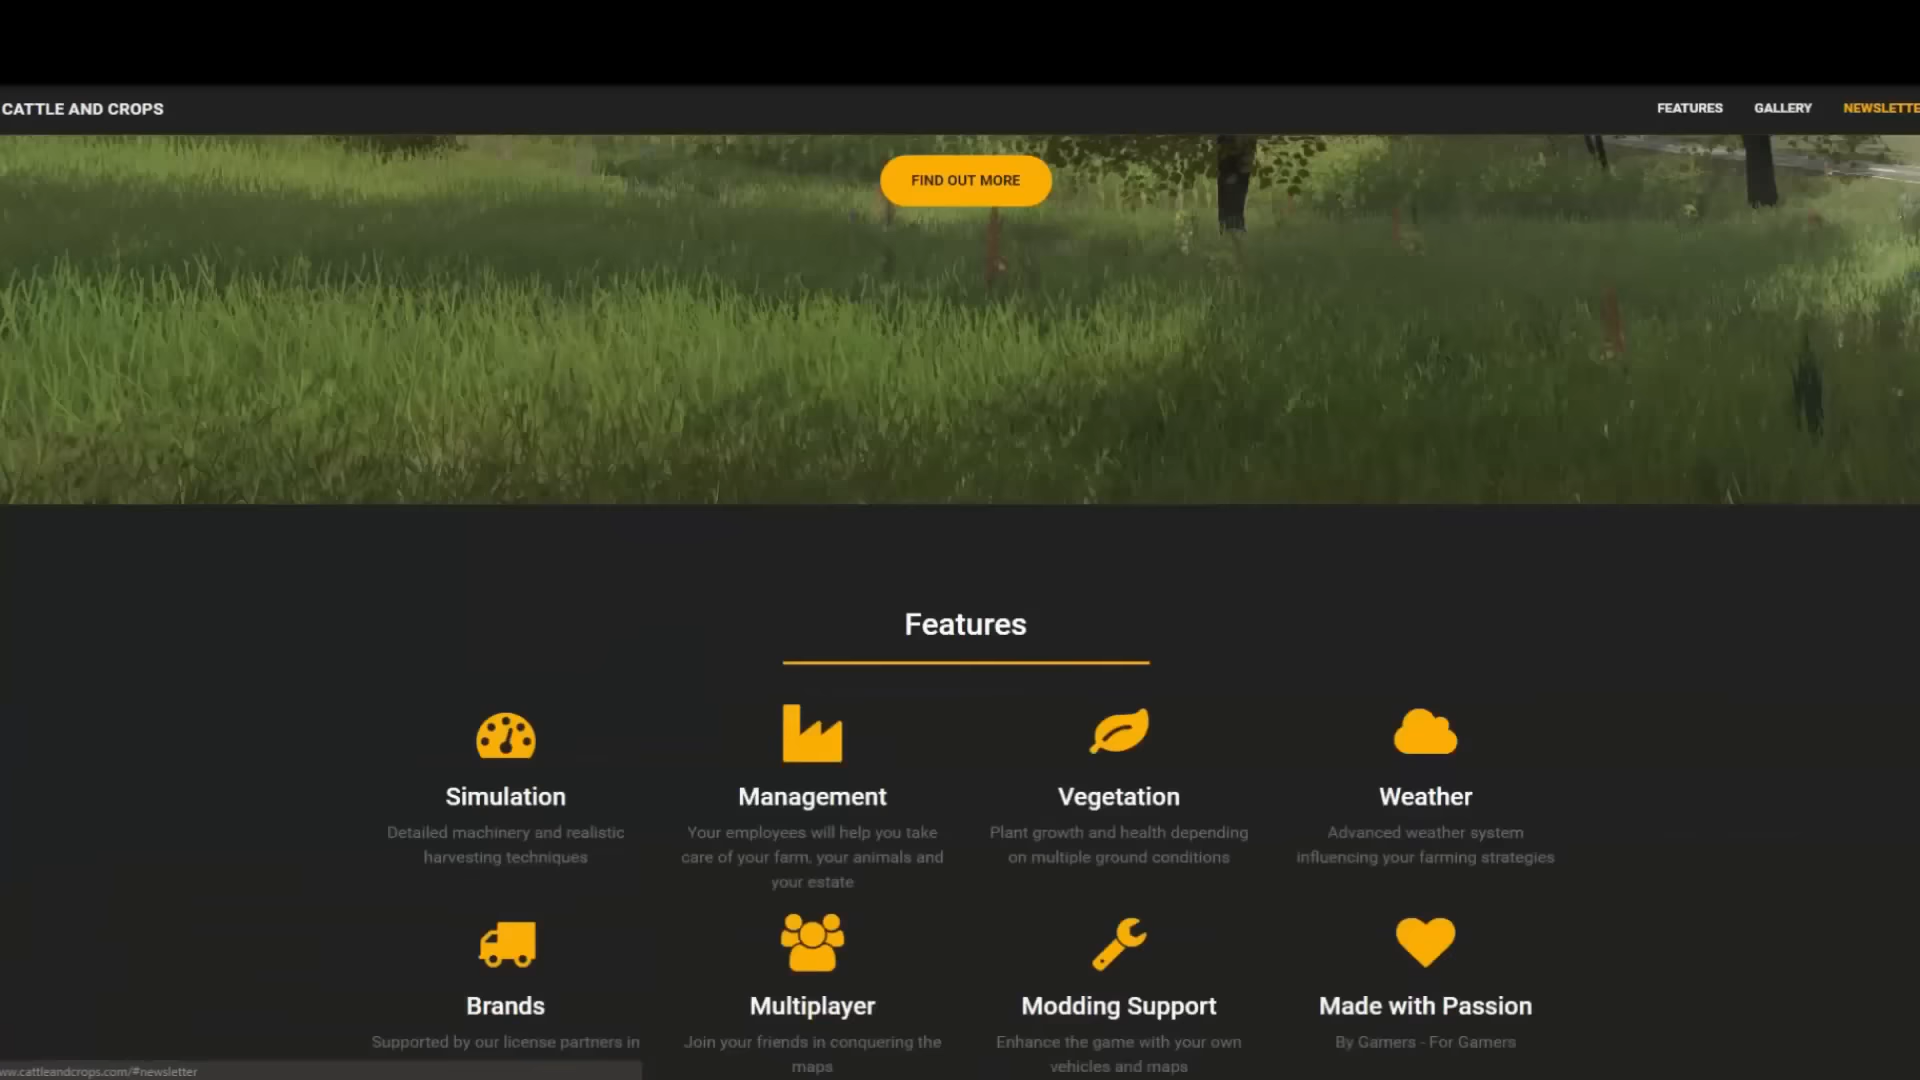 CATTLE AND CROPS
FEATURES GALLERY NEWSLETTE
FIND OUT MORE
Features
Simulation
Detailed machinery and realistic
harvesting techniques
Management
Your employees will help you take
care of your farm, your animals and
your estate
Vegetation
Plant growth and health depending
on multiple ground conditions
Weather
Advanced weather system
influencing your farming strategies
Brands
Supported by our license partners in
Multiplayer
Join your friends in conquering the
maps
Modding Support
Enhance the game with your own
vehicles and maps
Made with Passion
By Gamers - For Gamers
ww.cattleandcrops.com/#newsletter